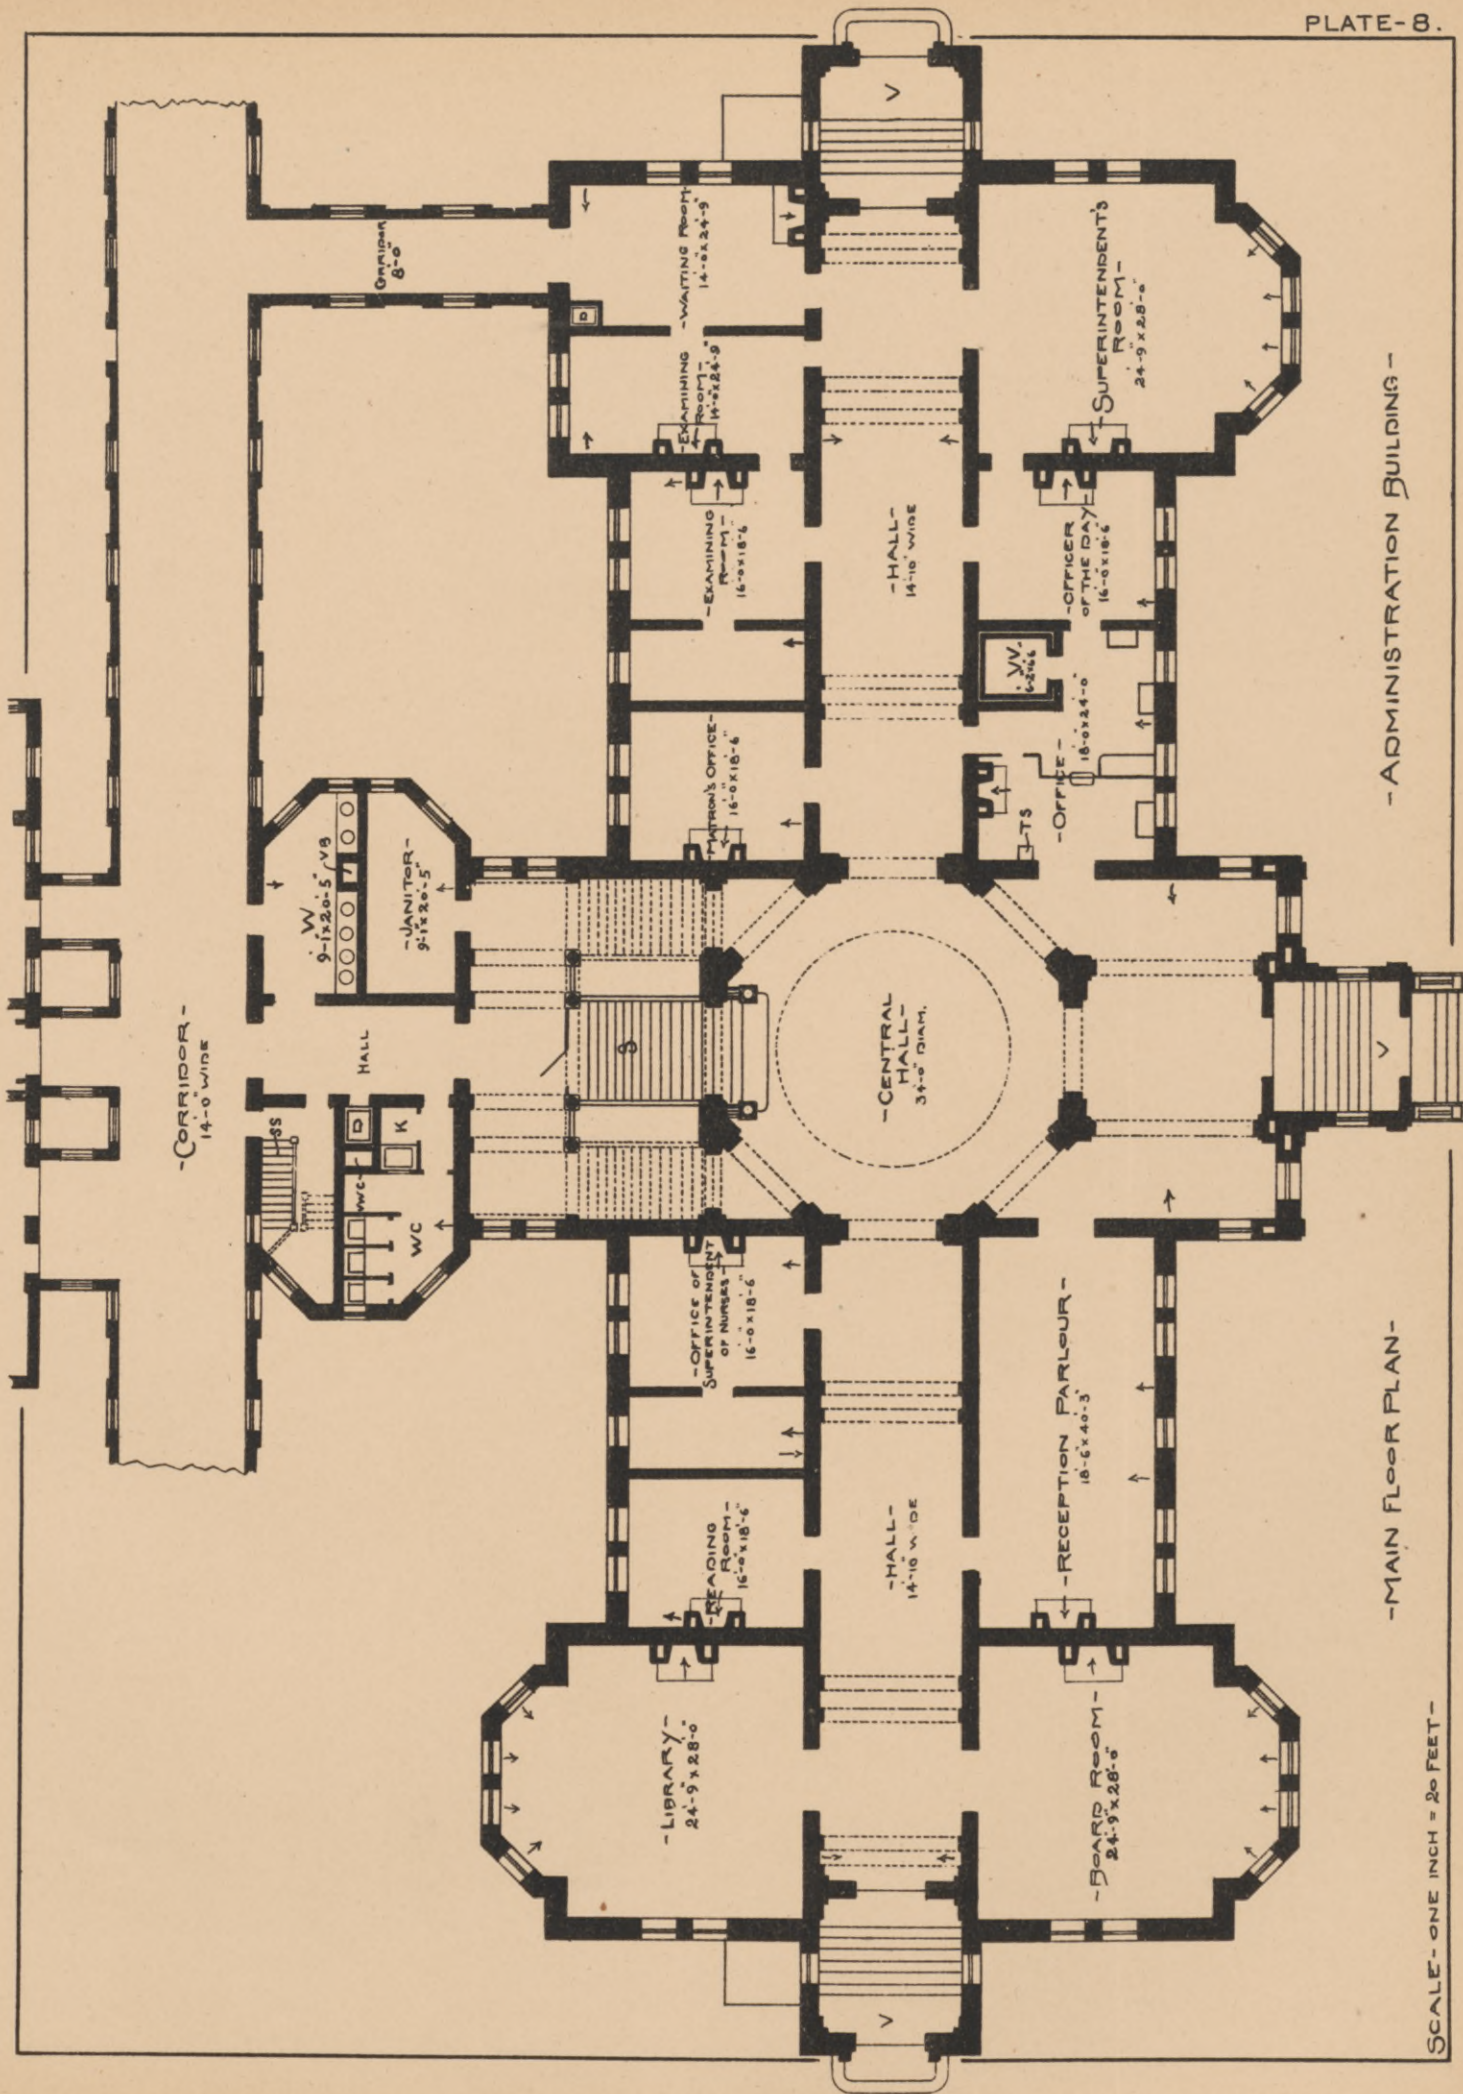 PLATE-8.
-CORRIDOR-
14'-0" WIDE
CORRIDOR
8'-0"
W
9'-1"x20'-5"
VB
-JANITOR-
9'-1"x20'-5"
HALL
SS
D
K
WC
WC
-WAITING ROOM-
14'-0"x24'-9"
D
-EXAMINING
ROOM-
14'-0"x24'-9"
-EXAMINING
ROOM-
16'-0"x18'-6"
-MATRON'S OFFICE-
16'-0"x18'-6"
S
-OFFICE OF
SUPERINTENDENT
OF NURSES-
16'-0"x18'-6"
-READING
ROOM-
16'-0"x18'-6"
-LIBRARY-
24'-9"x28'-0"
V
-HALL-
14'-10" WIDE
-CENTRAL
HALL-
34'-0" DIAM.
-HALL-
14'-10" WIDE
V
-SUPERINTENDENT'S
ROOM-
24'-9"x28'-0"
-OFFICER
OF THE DAY-
16'-0"x18'-6"
VV
6'-2"x6'-6"
-OFFICE-
18'-0"x24'-0"
TS
-RECEPTION PARLOUR-
18'-6"x40'-3"
-BOARD ROOM-
24'-9"x28'-0"
V
-MAIN FLOOR PLAN-
-ADMINISTRATION BUILDING-
SCALE-ONE INCH = 20 FEET-